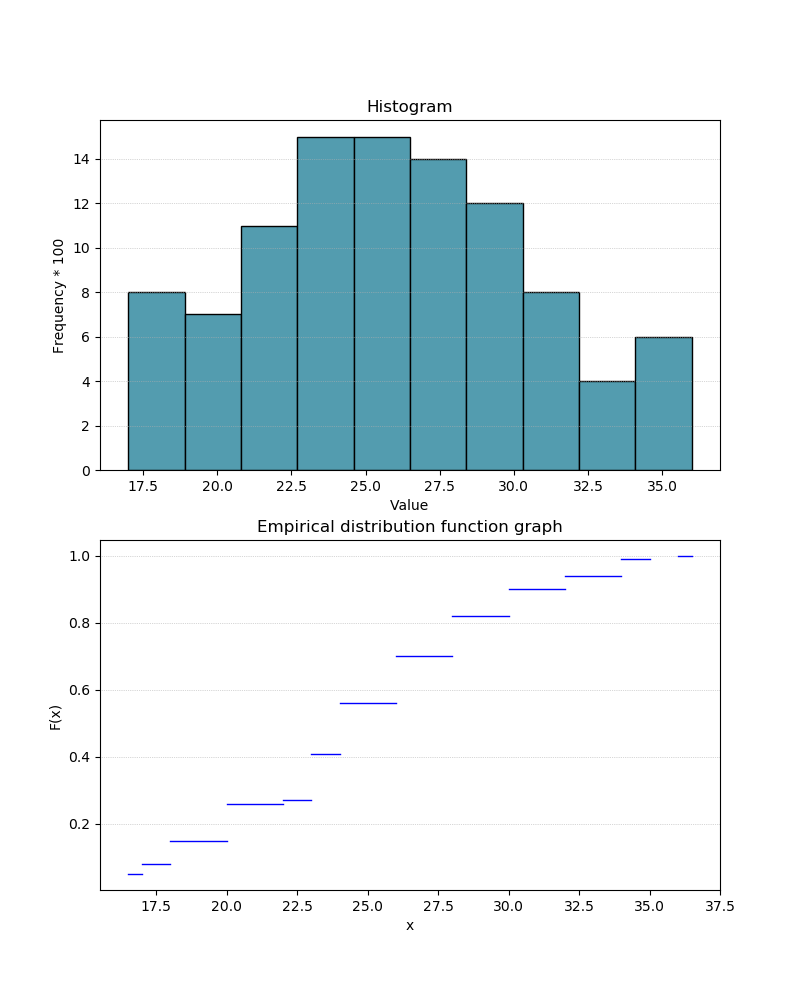 Histogram
14
12
10
8
6
4
2
0
Frequency * 100
17.5 20.0 22.5 25.0 27.5 30.0 32.5 35.0
Value
Empirical distribution function graph
1.0
0.8
0.6
0.4
0.2
F(x)
17.5 20.0 22.5 25.0 27.5 30.0 32.5 35.0 37.5
x